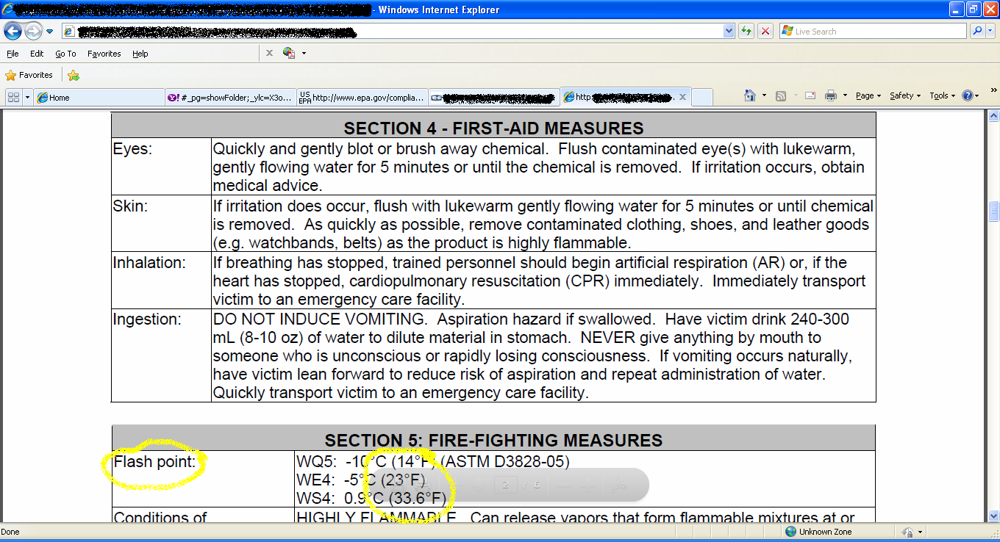 - Windows Internet Explorer
Live Search
File Edit Go To Favorites Help
Favorites
Home #_pg=showFolder;_ylc=X3o... US EPA http://www.epa.gov/complia... http: Page Safety Tools »
SECTION 4 - FIRST-AID MEASURES
Eyes: Quickly and gently blot or brush away chemical. Flush contaminated eye(s) with lukewarm,
gently flowing water for 5 minutes or until the chemical is removed. If irritation occurs, obtain
medical advice.
Skin: If irritation does occur, flush with lukewarm gently flowing water for 5 minutes or until chemical
is removed. As quickly as possible, remove contaminated clothing, shoes, and leather goods
(e.g. watchbands, belts) as the product is highly flammable.
Inhalation: If breathing has stopped, trained personnel should begin artificial respiration (AR) or, if the
heart has stopped, cardiopulmonary resuscitation (CPR) immediately. Immediately transport
victim to an emergency care facility.
Ingestion: DO NOT INDUCE VOMITING. Aspiration hazard if swallowed. Have victim drink 240-300
mL (8-10 oz) of water to dilute material in stomach. NEVER give anything by mouth to
someone who is unconscious or rapidly losing consciousness. If vomiting occurs naturally,
have victim lean forward to reduce risk of aspiration and repeat administration of water.
Quickly transport victim to an emergency care facility.
SECTION 5: FIRE-FIGHTING MEASURES
Flash point: WQ5: -10°C (14°F) (ASTM D3828-05)
WE4: -5°C (23°F)
2 / 6
WS4: 0.9°C (33.6°F)
Conditions of HIGHLY FLAMMABLE. Can release vapors that form flammable mixtures at or
Done Unknown Zone